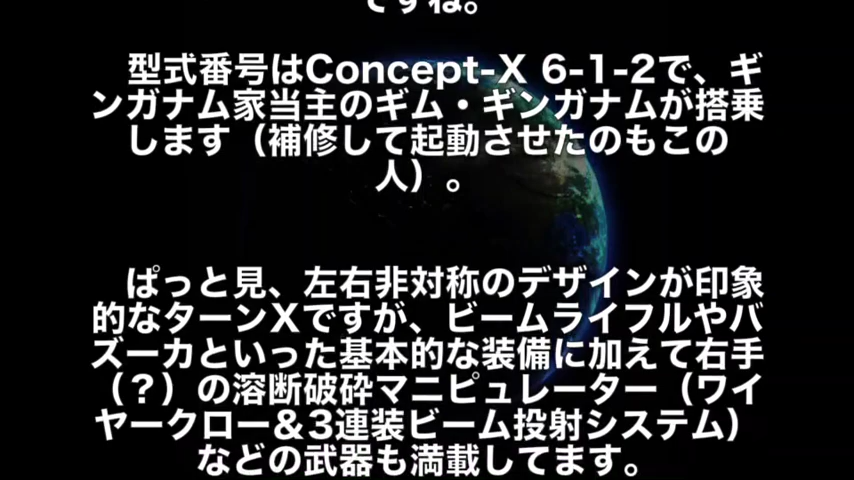 ですね。
型式番号はConcept-X 6-1-2で、ギ
ンガナム家当主のギム・ギンガナムが搭乗
します（補修して起動させたのもこの
人）。
ぱっと見、左右非対称のデザインが印象
的なターンXですが、ビームライフルやバ
ズーカといった基本的な装備に加えて右手
（？）の溶断破砕マニピュレーター（ワイ
ヤークロー&3連装ビーム投射システム）
などの武器も満載してます。